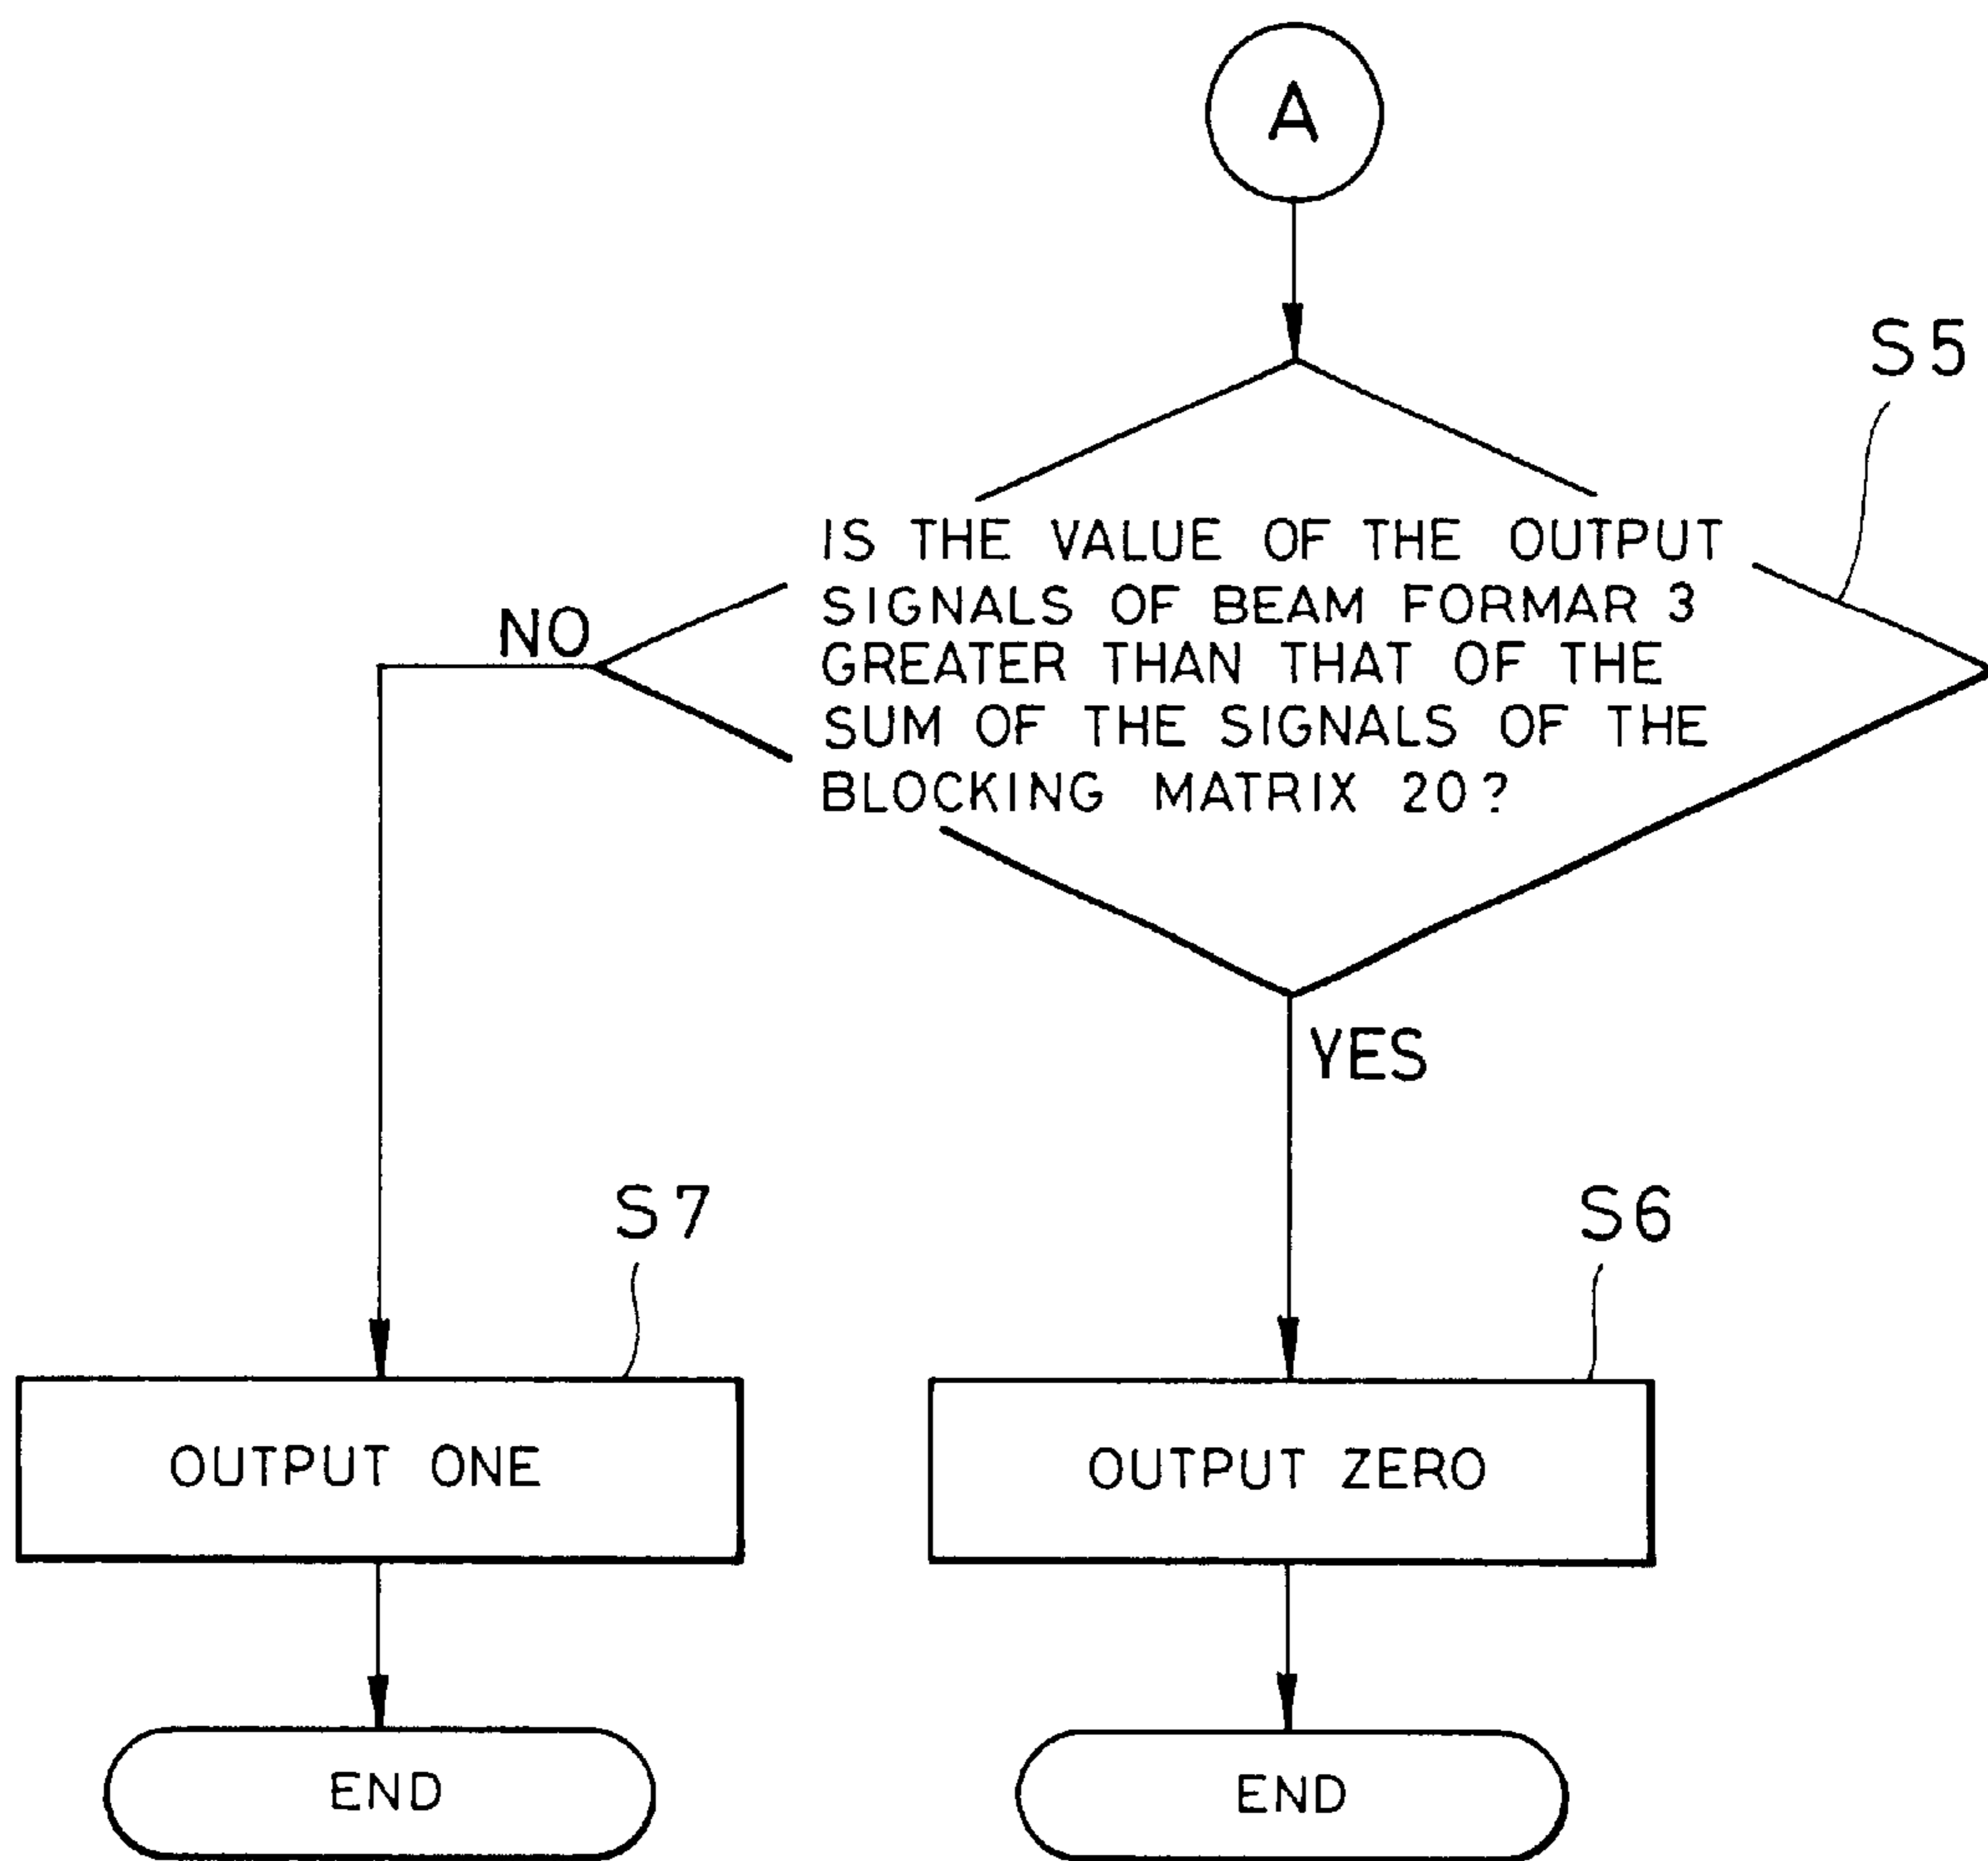 A
S5
IS THE VALUE OF THE OUTPUT
SIGNALS OF BEAM FORMAR 3
GREATER THAN THAT OF THE
SUM OF THE SIGNALS OF THE
BLOCKING MATRIX 20?
NO
YES
S7
S6
OUTPUT ONE
OUTPUT ZERO
END
END